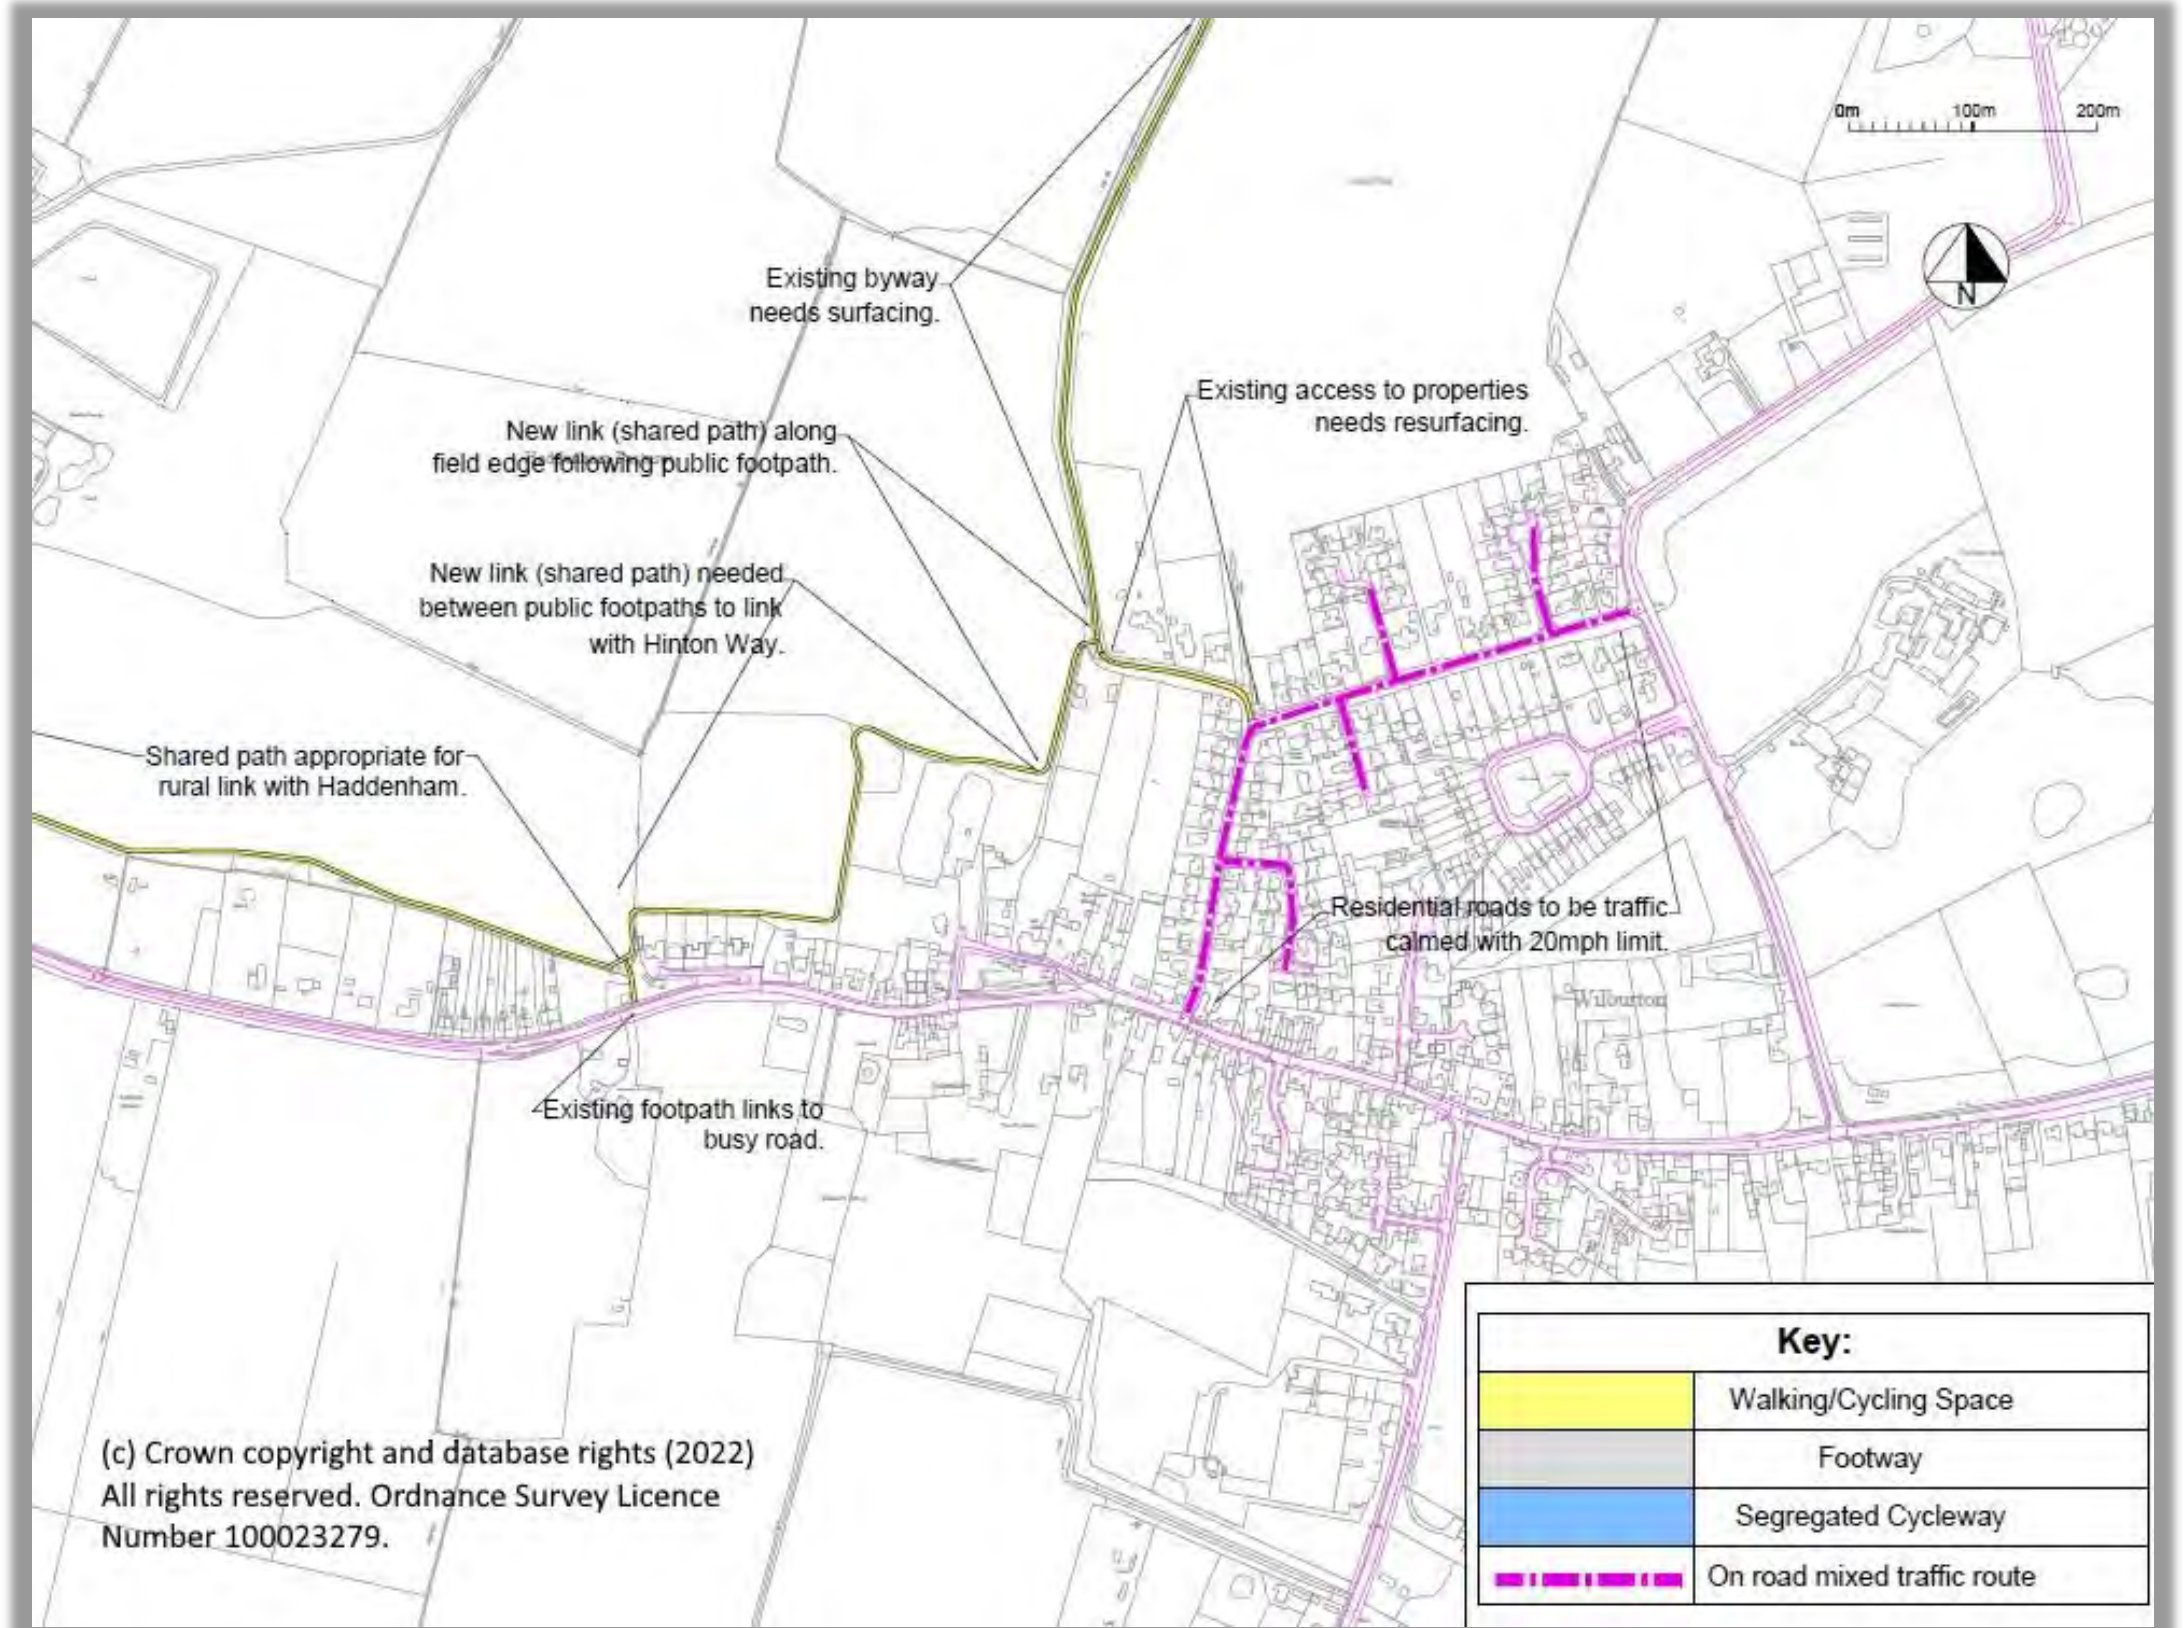 0m 100m 200m
N
Existing byway
needs surfacing.
Existing access to properties
needs resurfacing.
New link (shared path) along
field edge following public footpath.
New link (shared path) needed
between public footpaths to link
with Hinton Way.
Shared path appropriate for
rural link with Haddenham.
Residential roads to be traffic
calmed with 20mph limit.
Wilburton
Existing footpath links to
busy road.
Key:
Walking/Cycling Space
Footway
Segregated Cycleway
On road mixed traffic route
(c) Crown copyright and database rights (2022)
All rights reserved. Ordnance Survey Licence
Number 100023279.